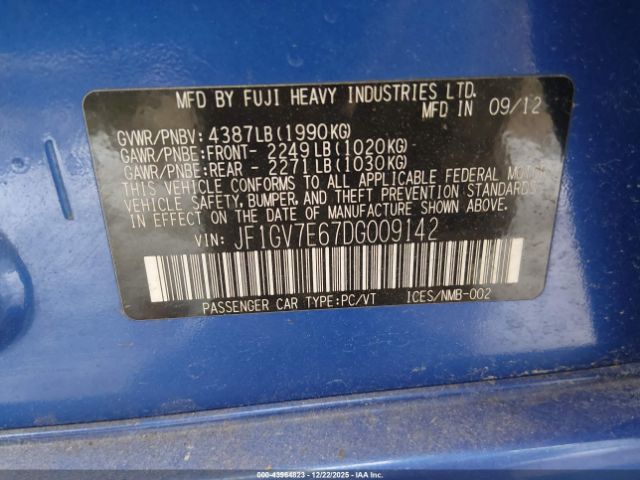 MFD BY FUJI HEAVY INDUSTRIES LTD.
MFD IN 09/12
GVWR/PNBV: 4387LB(1990KG)
GAWR/PNBE:FRONT- 2249LB(1020KG)
GAWR/PNBE:REAR - 2271LB(1030KG)
THIS VEHICLE CONFORMS TO ALL APPLICABLE FEDERAL MOTOR
VEHICLE SAFETY, BUMPER, AND THEFT PREVENTION STANDARDS
IN EFFECT ON THE DATE OF MANUFACTURE SHOWN ABOVE.
VIN: JF1GV7E67DG009142
PASSENGER CAR TYPE:PC/VT ICES/NMB-002
000-43964823 - 12/22/2025 - IAAI.COM